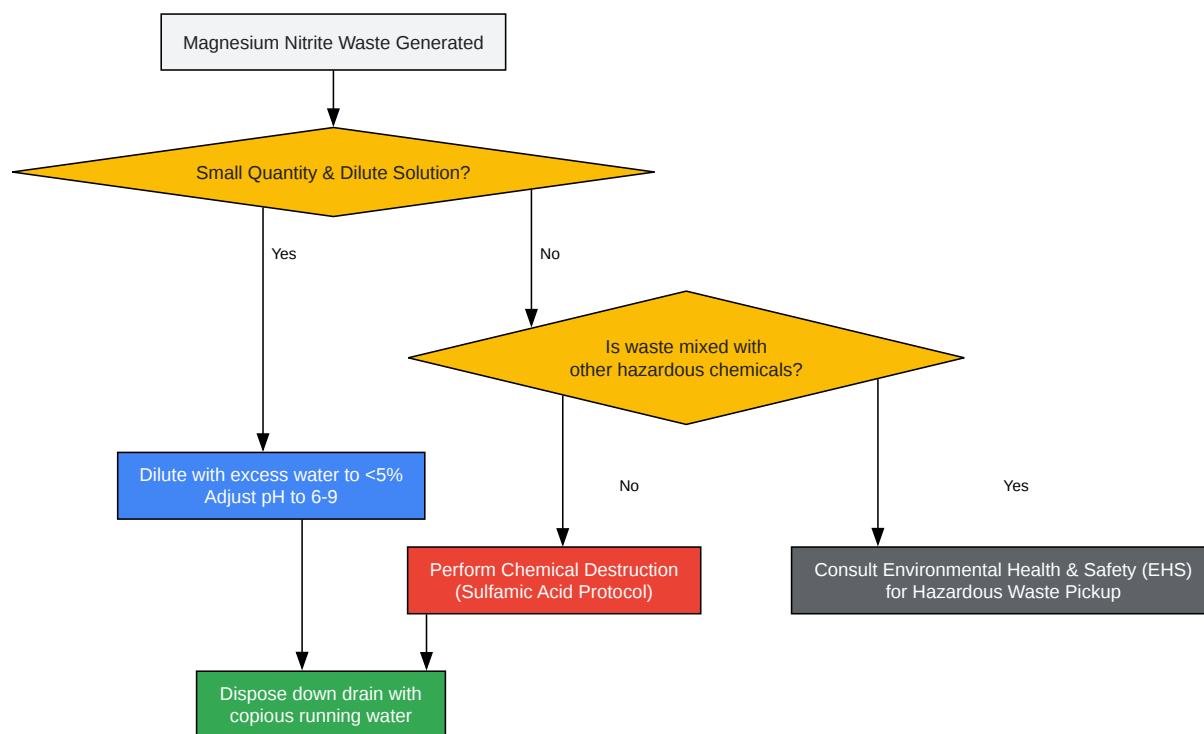 Magnesium Nitrite Waste Generated
Small Quantity & Dilute Solution?
Yes
No
Is waste mixed with
other hazardous chemicals?
Dilute with excess water to <5%
Adjust pH to 6-9
No
Yes
Perform Chemical Destruction
(Sulfamic Acid Protocol)
Consult Environmental Health & Safety (EHS)
for Hazardous Waste Pickup
Dispose down drain with
copious running water